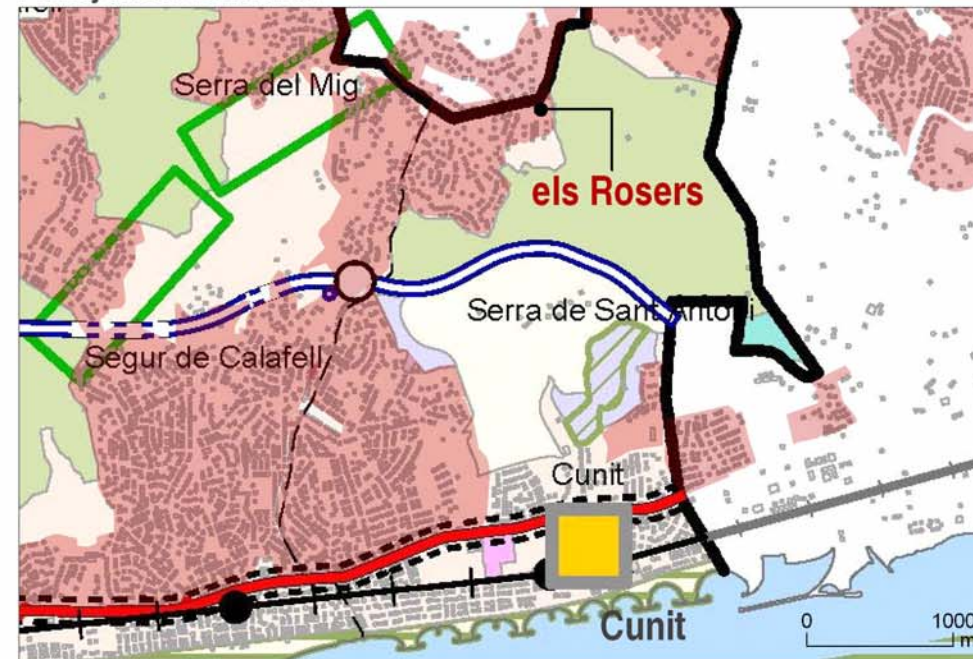 Serra del Mig
els Rosers
Serra de Sant Antoni
Segur de Calafell
Cunit
Cunit
0 1000
m